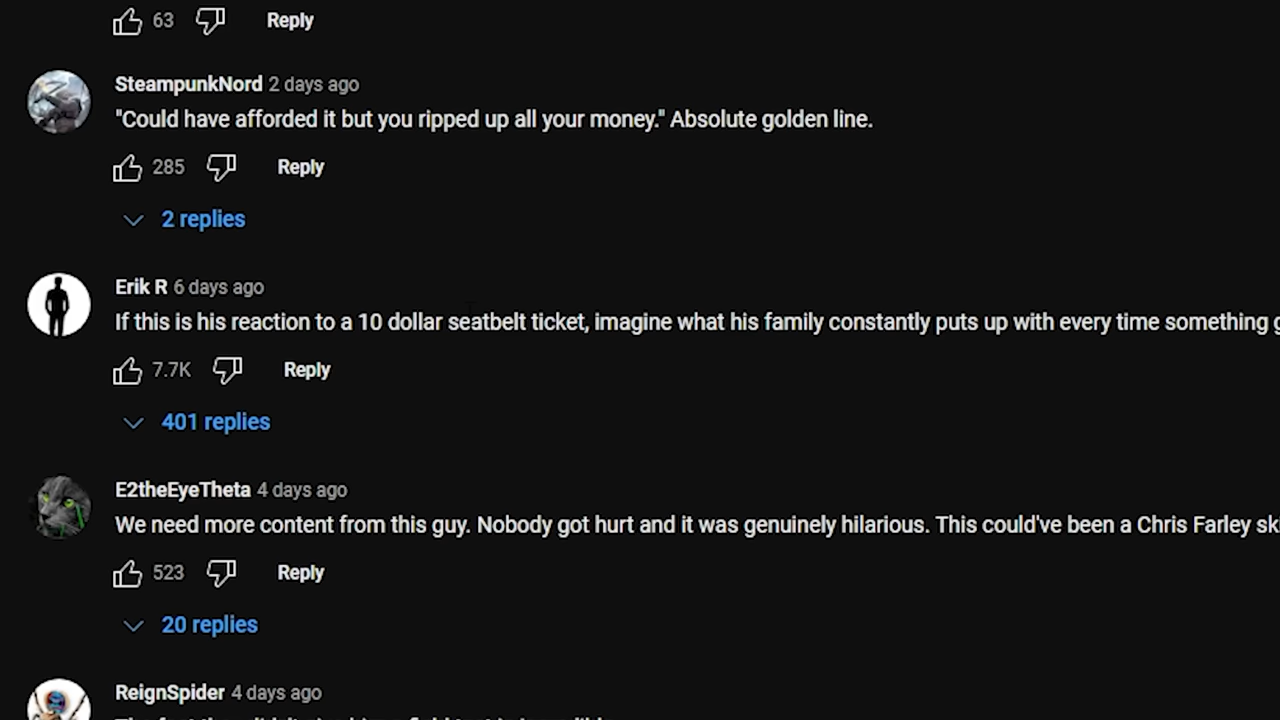 63 Reply
SteampunkNord 2 days ago
"Could have afforded it but you ripped up all your money." Absolute golden line.
285 Reply
2 replies
Erik R 6 days ago
If this is his reaction to a 10 dollar seatbelt ticket, imagine what his family constantly puts up with every time something
7.7K Reply
401 replies
E2theEyeTheta 4 days ago
We need more content from this guy. Nobody got hurt and it was genuinely hilarious. This could've been a Chris Farley sk
523 Reply
20 replies
ReignSpider 4 days ago